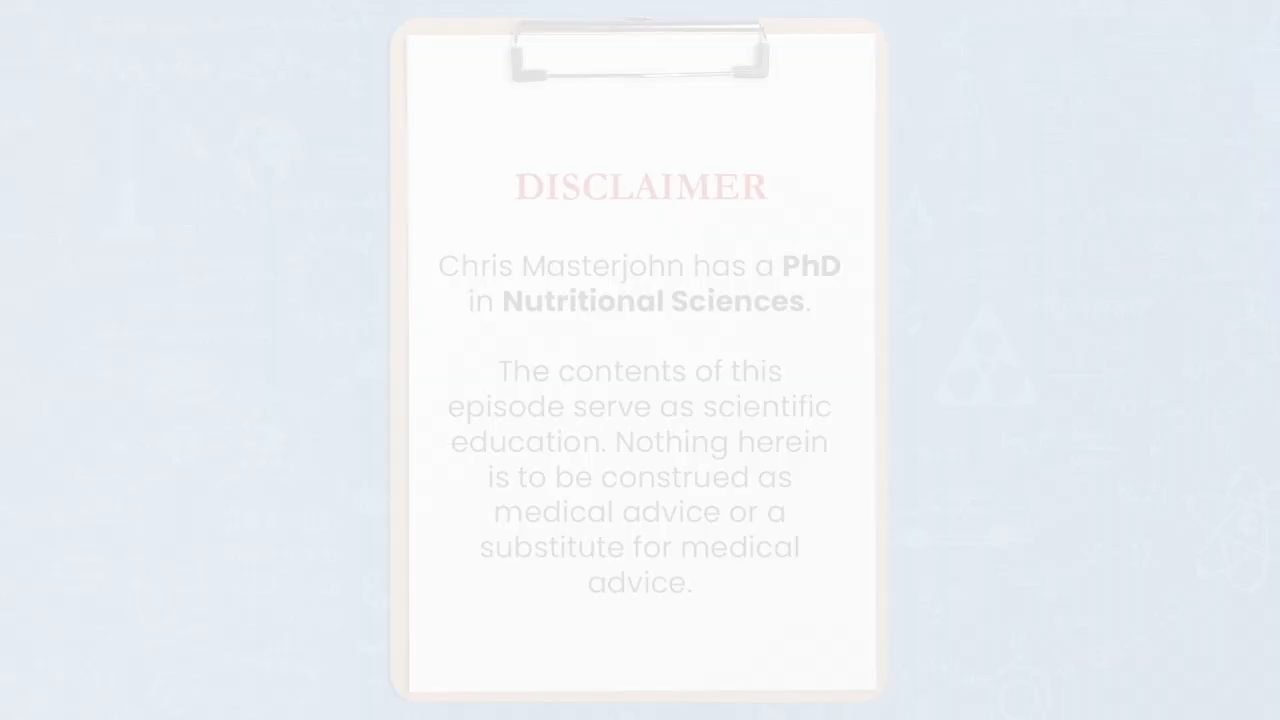 DISCLAIMER
Chris Masterjohn has a PhD
in Nutritional Sciences.
The contents of this
episode serve as scientific
education. Nothing herein
is to be construed as
medical advice or a
substitute for medical
advice.